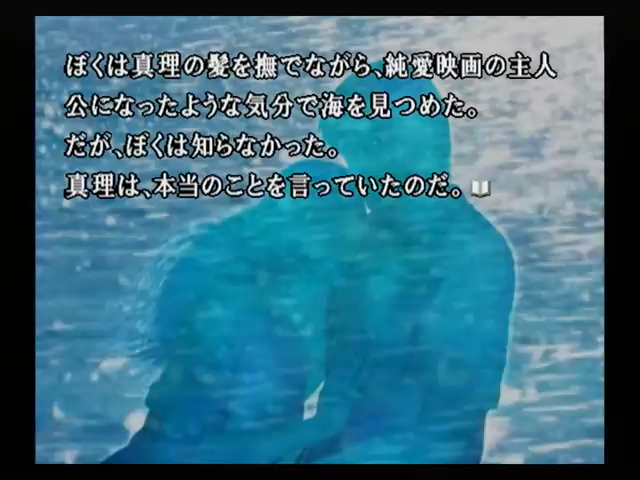 ぼくは真理の髪を撫でながら、純愛映画の主人
公になったような気分で海を見つめた。
だが、ぼくは知らなかった。
真理は、本当のことを言っていたのだ。